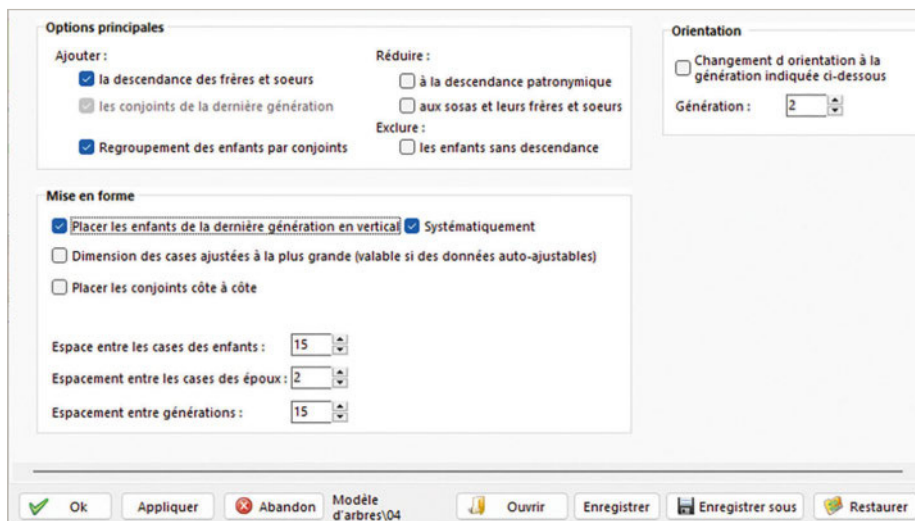 Options principales
Ajouter :
la descendance des frères et soeurs
les conjoints de la dernière génération
Regroupement des enfants par conjoints
Réduire :
à la descendance patronymique
aux sosas et leurs frères et soeurs
Exclure :
les enfants sans descendance
Orientation
Changement d orientation à la
génération indiquée ci-dessous
Génération : 2
Mise en forme
Placer les enfants de la dernière génération en vertical Systématiquement
Dimension des cases ajustées à la plus grande (valable si des données auto-ajustables)
Placer les conjoints côte à côte
Espace entre les cases des enfants : 15
Espacement entre les cases des époux : 2
Espacement entre générations : 15
Ok Appliquer Abandon Modèle
d'arbres\04
Ouvrir Enregistrer Enregistrer sous Restaurer